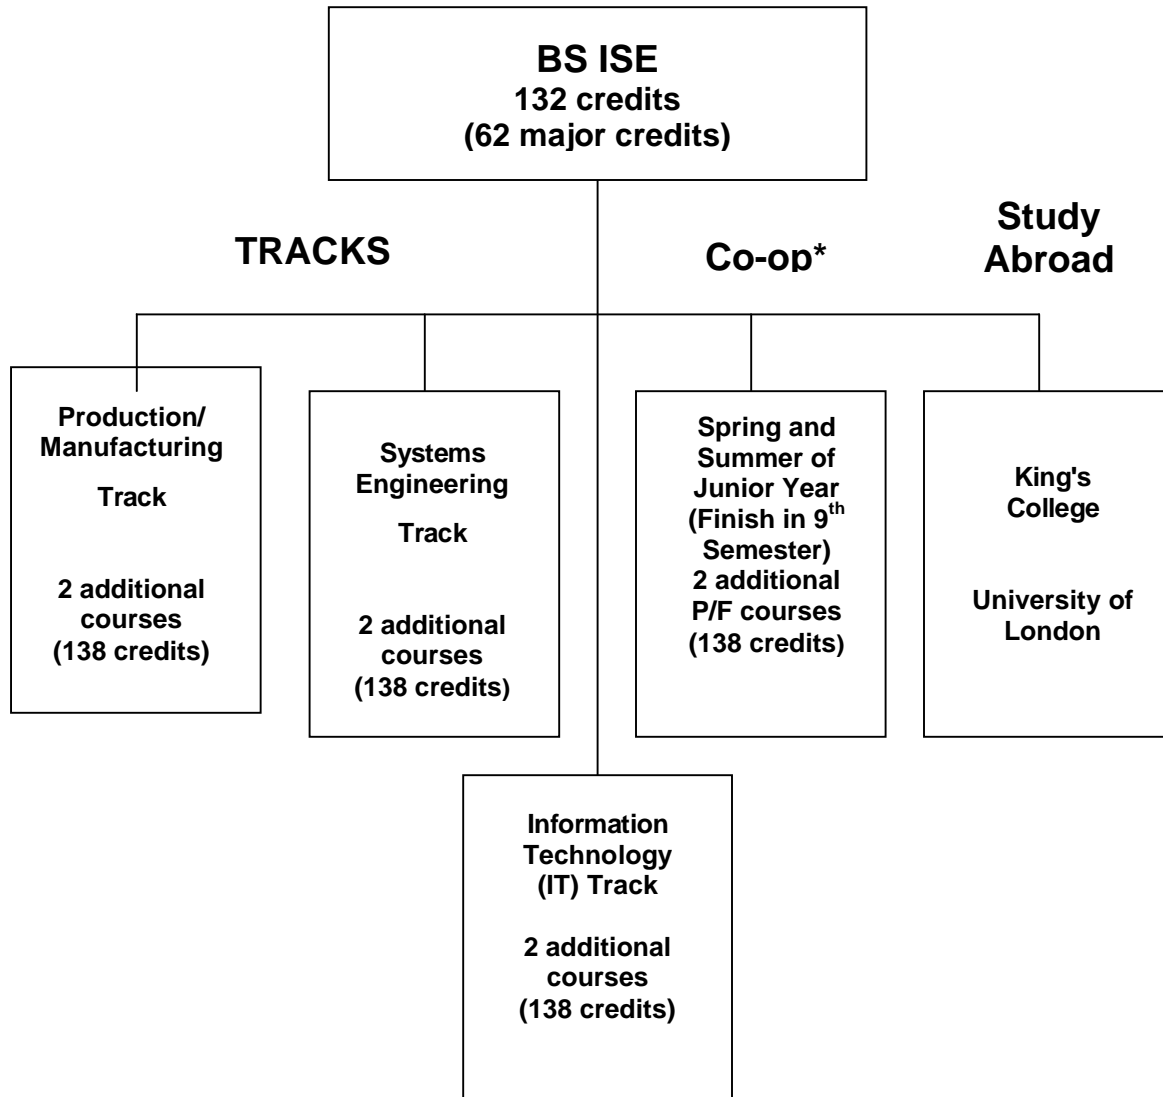 BS ISE
132 credits
(62 major credits)
TRACKS
Co-op*
Study
Abroad
Production/
Manufacturing
Track
2 additional
courses
(138 credits)
Systems
Engineering
Track
2 additional
courses
(138 credits)
Spring and
Summer of
Junior Year
(Finish in 9th
Semester)
2 additional
P/F courses
(138 credits)
King's
College
University of
London
Information
Technology
(IT) Track
2 additional
courses
(138 credits)